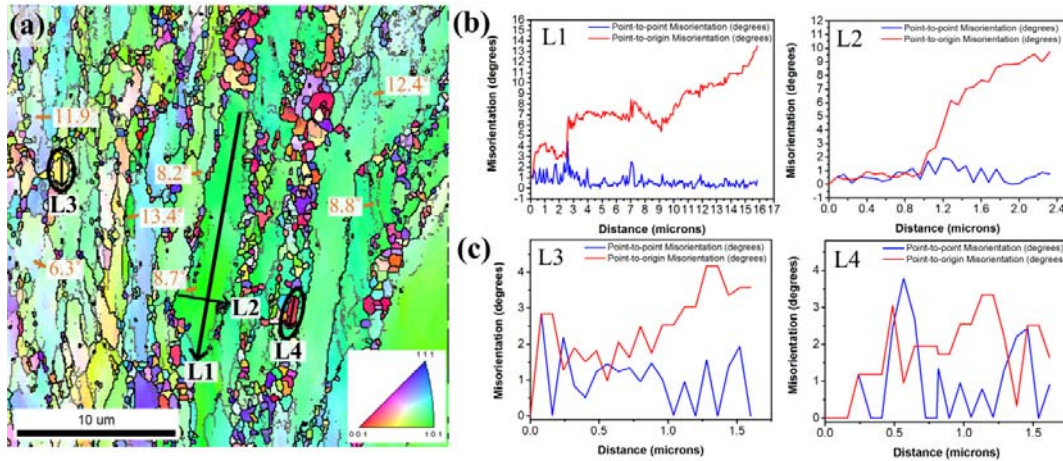 (a)
12.4°
11.9°
8.2°
L3
13.4°
8.8°
6.3°
8.7°
L2
L4
L1
10 um
111
001
101
(b)
L1
Point-to-point Misorientation (degrees)
Point-to-origin Misorientation (degrees)
Misorientation (degrees)
16
15
14
13
12
11
10
9
8
7
6
5
4
3
2
1
0
-1
0 1 2 3 4 5 6 7 8 9 10 11 12 13 14 15 16 17
Distance (microns)
L2
Point-to-point Misorientation (degrees)
Point-to-origin Misorientation (degrees)
Misorientation (degrees)
12
11
10
9
8
7
6
5
4
3
2
1
0
0.0 0.4 0.8 1.2 1.6 2.0 2.4
Distance (microns)
(c)
L3
Point-to-point Misorientation (degrees)
Point-to-origin Misorientation (degrees)
Misorientation (degrees)
4
3
2
1
0
0.0 0.5 1.0 1.5
Distance (microns)
L4
Point-to-point Misorientation (degrees)
Point-to-origin Misorientation (degrees)
Misorientation (degrees)
4
3
2
1
0
0.0 0.5 1.0 1.5
Distance (microns)